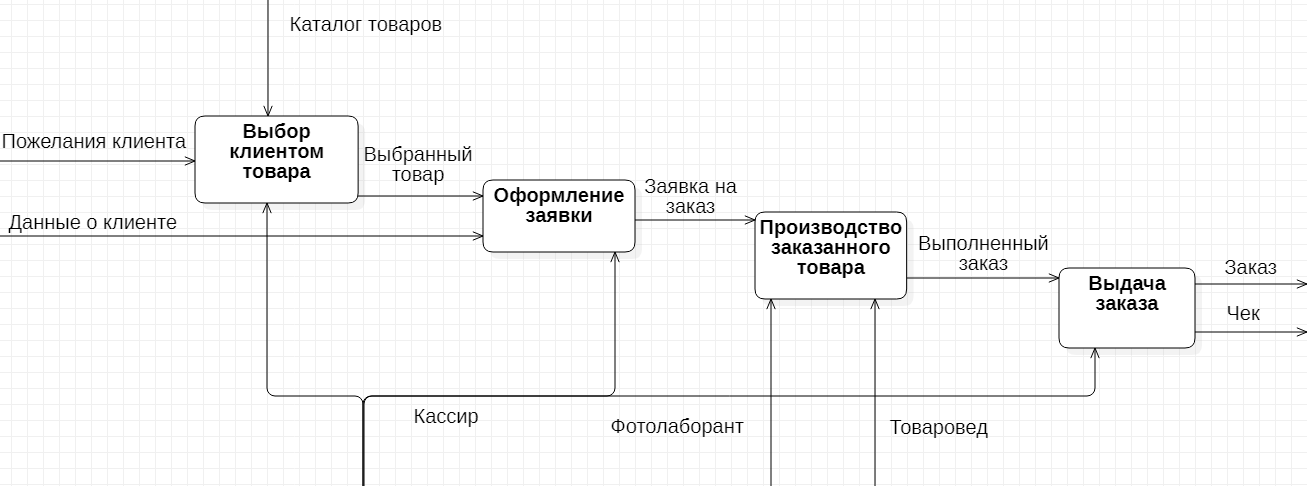 Каталог товаров
Пожелания клиента
Выбор
клиентом
товара
Выбранный
товар
Данные о клиенте
Оформление
заявки
Заявка на
заказ
Производство
заказанного
товара
Выполненный
заказ
Выдача
заказа
Заказ
Чек
Кассир
Фотолаборант
Товаровед